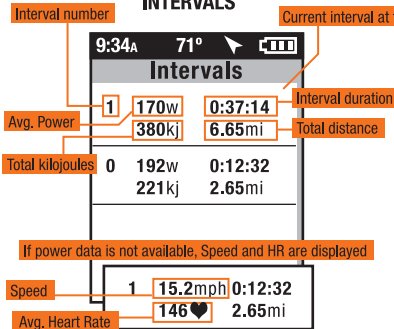 INTERVALS
Interval number
Current interval at t
9:34A 71º
Intervals
1 170w 0:37:14
380kj 6.65mi
Interval duration
Avg. Power
Total distance
Total kilojoules
0 192w 0:12:32
221kj 2.65mi
If power data is not available, Speed and HR are displayed
Speed
1 15.2mph 0:12:32
146♥ 2.65mi
Avg. Heart Rate